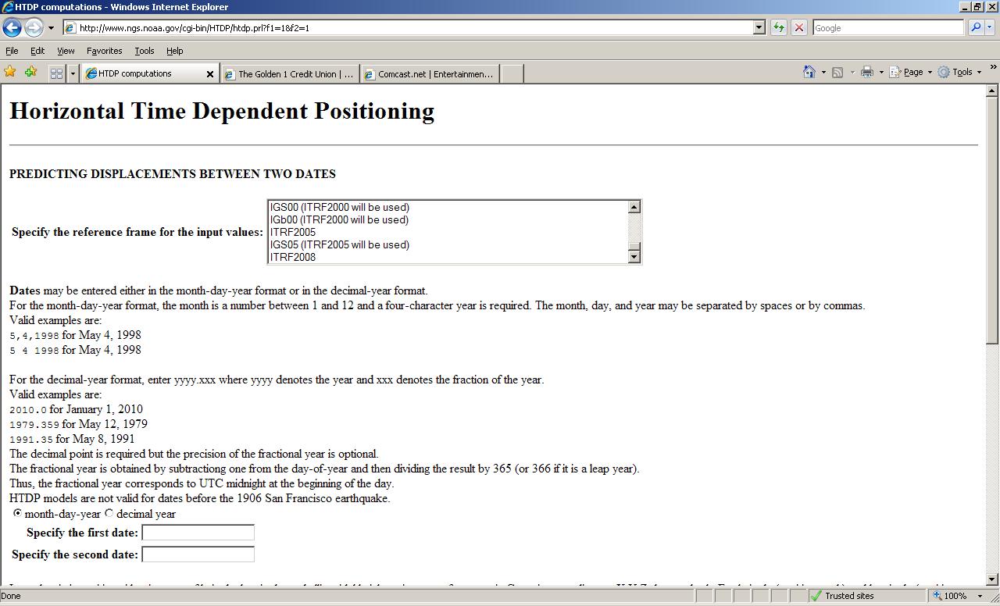 HTDP computations - Windows Internet Explorer
http://www.ngs.noaa.gov/cgi-bin/HTDP/htdp.prl?f1=1&f2=1
Google
File Edit View Favorites Tools Help
HTDP computations
The Golden 1 Credit Union | ...
Comcast.net | Entertainmen...
Page Tools »
Horizontal Time Dependent Positioning
PREDICTING DISPLACEMENTS BETWEEN TWO DATES
IGS00 (ITRF2000 will be used)
IGb00 (ITRF2000 will be used)
Specify the reference frame for the input values: ITRF2005
IGS05 (ITRF2005 will be used)
ITRF2008
Dates may be entered either in the month-day-year format or in the decimal-year format.
For the month-day-year format, the month is a number between 1 and 12 and a four-character year is required. The month, day, and year may be separated by spaces or by commas.
Valid examples are:
5,4,1998 for May 4, 1998
5 4 1998 for May 4, 1998
For the decimal-year format, enter yyyy.xxx where yyyy denotes the year and xxx denotes the fraction of the year.
Valid examples are:
2010.0 for January 1, 2010
1979.359 for May 12, 1979
1991.35 for May 8, 1991
The decimal point is required but the precision of the fractional year is optional.
The fractional year is obtained by subtractiong one from the day-of-year and then dividing the result by 365 (or 366 if it is a leap year).
Thus, the fractional year corresponds to UTC midnight at the beginning of the day.
HTDP models are not valid for dates before the 1906 San Francisco earthquake.
month-day-year decimal year
Specify the first date:
Specify the second date:
Done
Trusted sites
100%